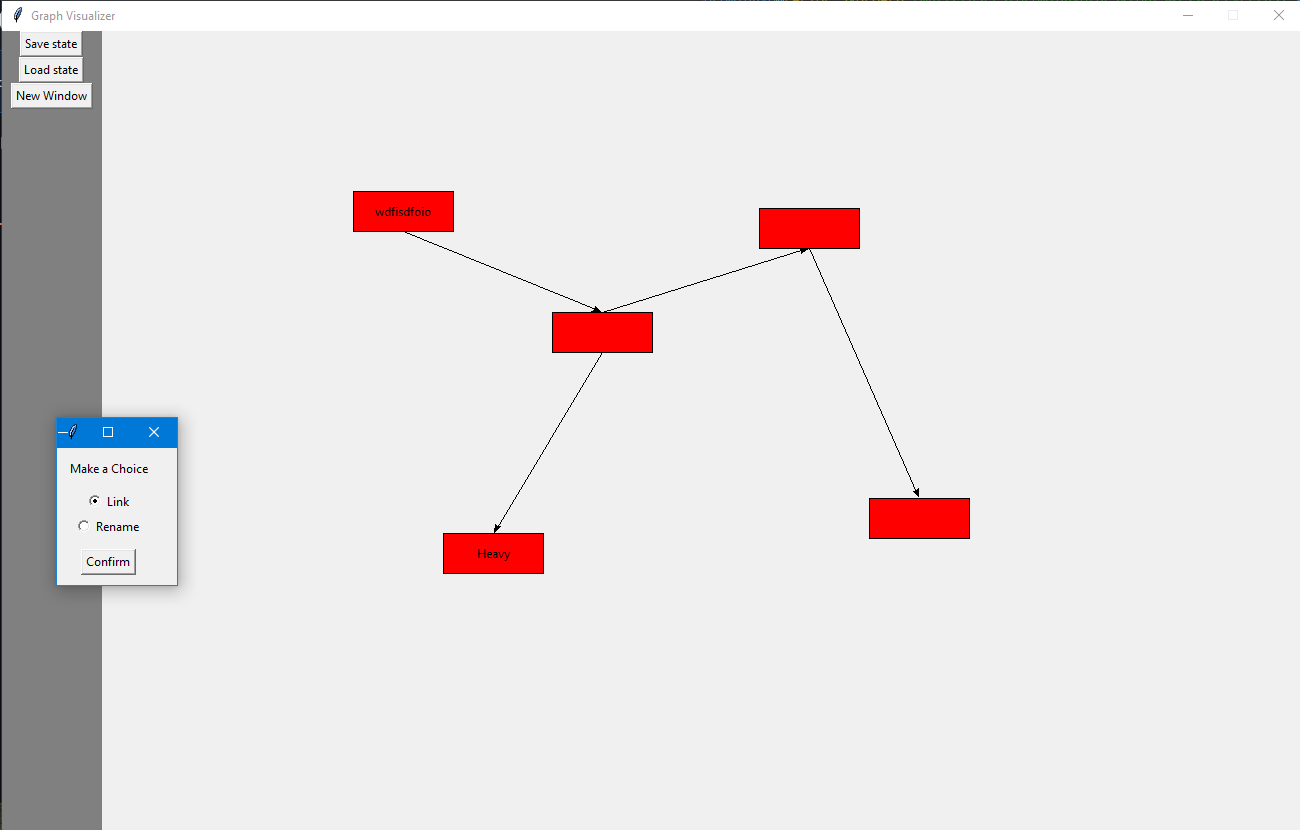 Graph Visualizer
Save state
Load state
New Window
wdfisdfoio
Heavy
Make a Choice
Link
Rename
Confirm